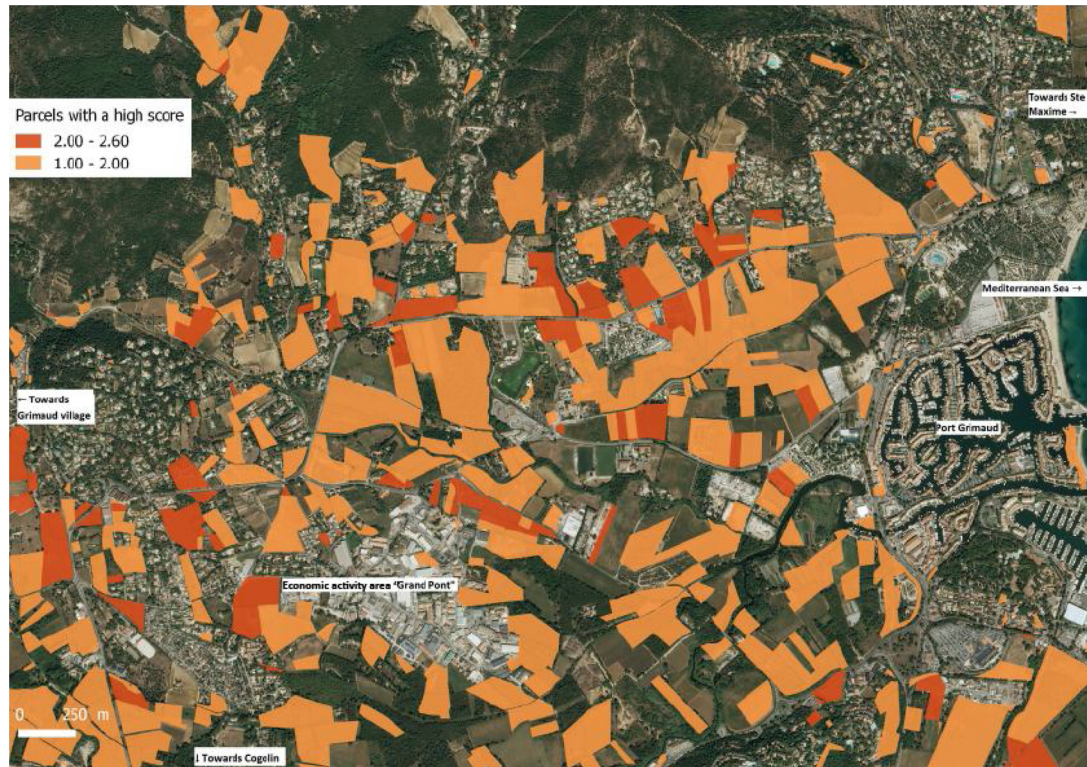 Parcels with a high score
2.00 - 2.60
1.00 - 2.00
Towards Ste
Maxime →
Mediterranean Sea →
← Towards
Grimaud village
Port Grimaud
Economic activity area "Grand Pont"
0 250 m
↓ Towards Cogolin